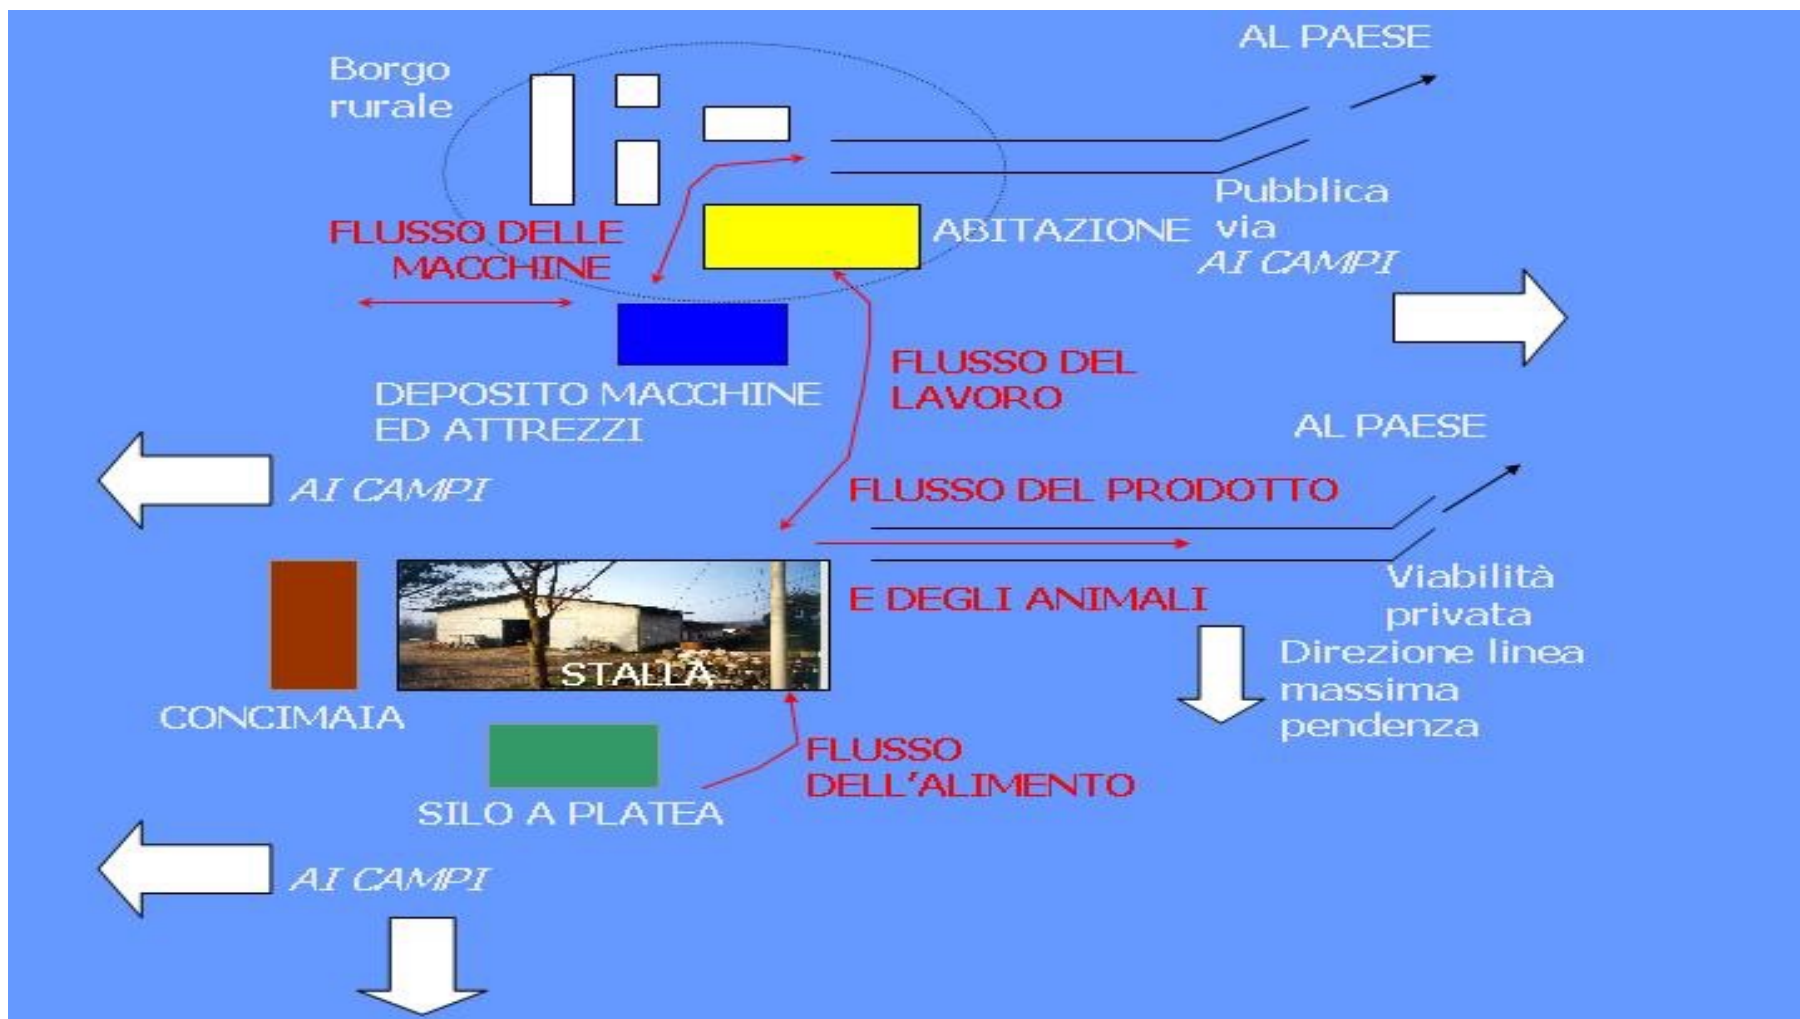 AL PAESE
Borgo
rurale
Pubblica
via
ABITAZIONE
AI CAMPI
FLUSSO DELLE
MACCHINE
FLUSSO DEL
LAVORO
DEPOSITO MACCHINE
ED ATTREZZI
AL PAESE
AI CAMPI
FLUSSO DEL PRODOTTO
E DEGLI ANIMALI
Viabilità
privata
Direzione linea
massima
pendenza
STALLA
CONCIMAIA
FLUSSO
DELL'ALIMENTO
SILO A PLATEA
AI CAMPI